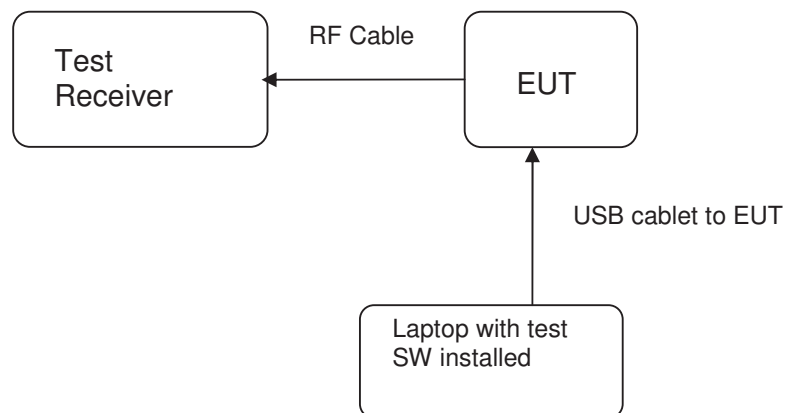 RF Cable
Test
Receiver
EUT
USB cablet to EUT
Laptop with test
SW installed